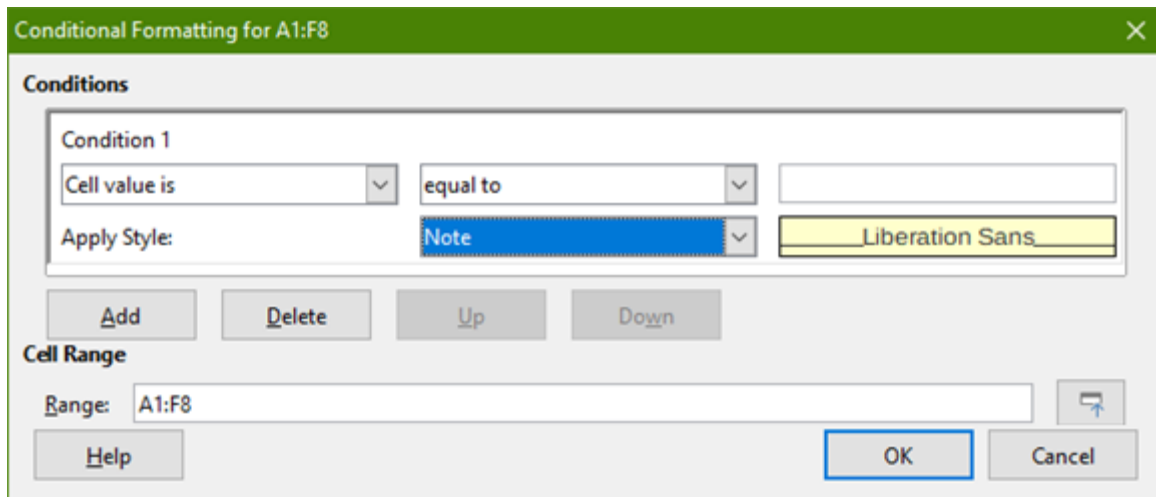 Conditional Formatting for A1:F8
Conditions
Condition 1
Cell value is equal to
Apply Style: Note Liberation Sans
Add Delete Up Down
Cell Range
Range: A1:F8
Help OK Cancel